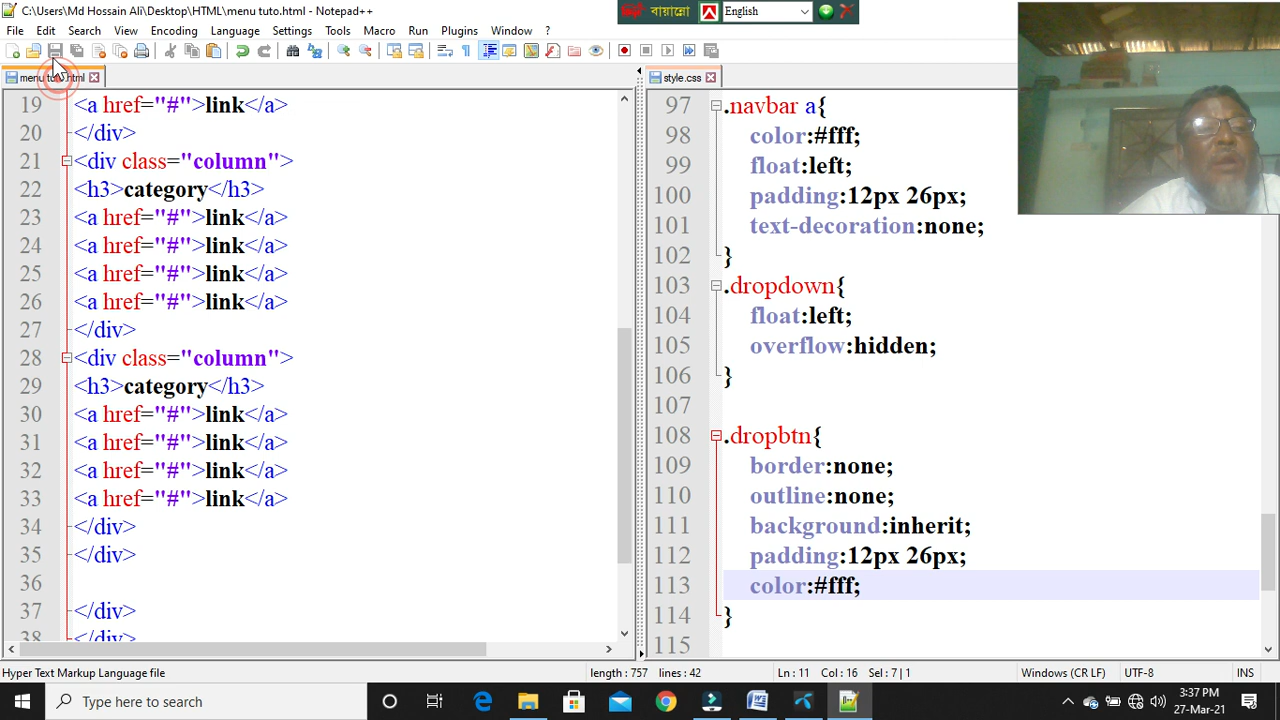 C:\Users\Md Hossain Ali\Desktop\HTML\menu tuto.html - Notepad++
বায়ান্নো English
File Edit Search View Encoding Language Settings Tools Macro Run Plugins Window ?
style.css
19 <a href="#">link</a>
20 </div>
21 <div class="column">
22 <h3>category</h3>
23 <a href="#">link</a>
24 <a href="#">link</a>
25 <a href="#">link</a>
26 <a href="#">link</a>
27 </div>
28 <div class="column">
29 <h3>category</h3>
30 <a href="#">link</a>
31 <a href="#">link</a>
32 <a href="#">link</a>
33 <a href="#">link</a>
34 </div>
35 </div>
36
37 </div>
38 </div>
97 .navbar a{
98 color:#fff;
99 float:left;
100 padding:12px 26px;
101 text-decoration:none;
102 }
103 .dropdown{
104 float:left;
105 overflow:hidden;
106 }
107
108 .dropbtn{
109 border:none;
110 outline:none;
111 background:inherit;
112 padding:12px 26px;
113 color:#fff;
114 }
115
Hyper Text Markup Language file length : 757 lines : 42 Ln : 11 Col : 16 Sel : 7 | 1 Windows (CR LF) UTF-8 INS
Type here to search
3:37 PM
27-Mar-21